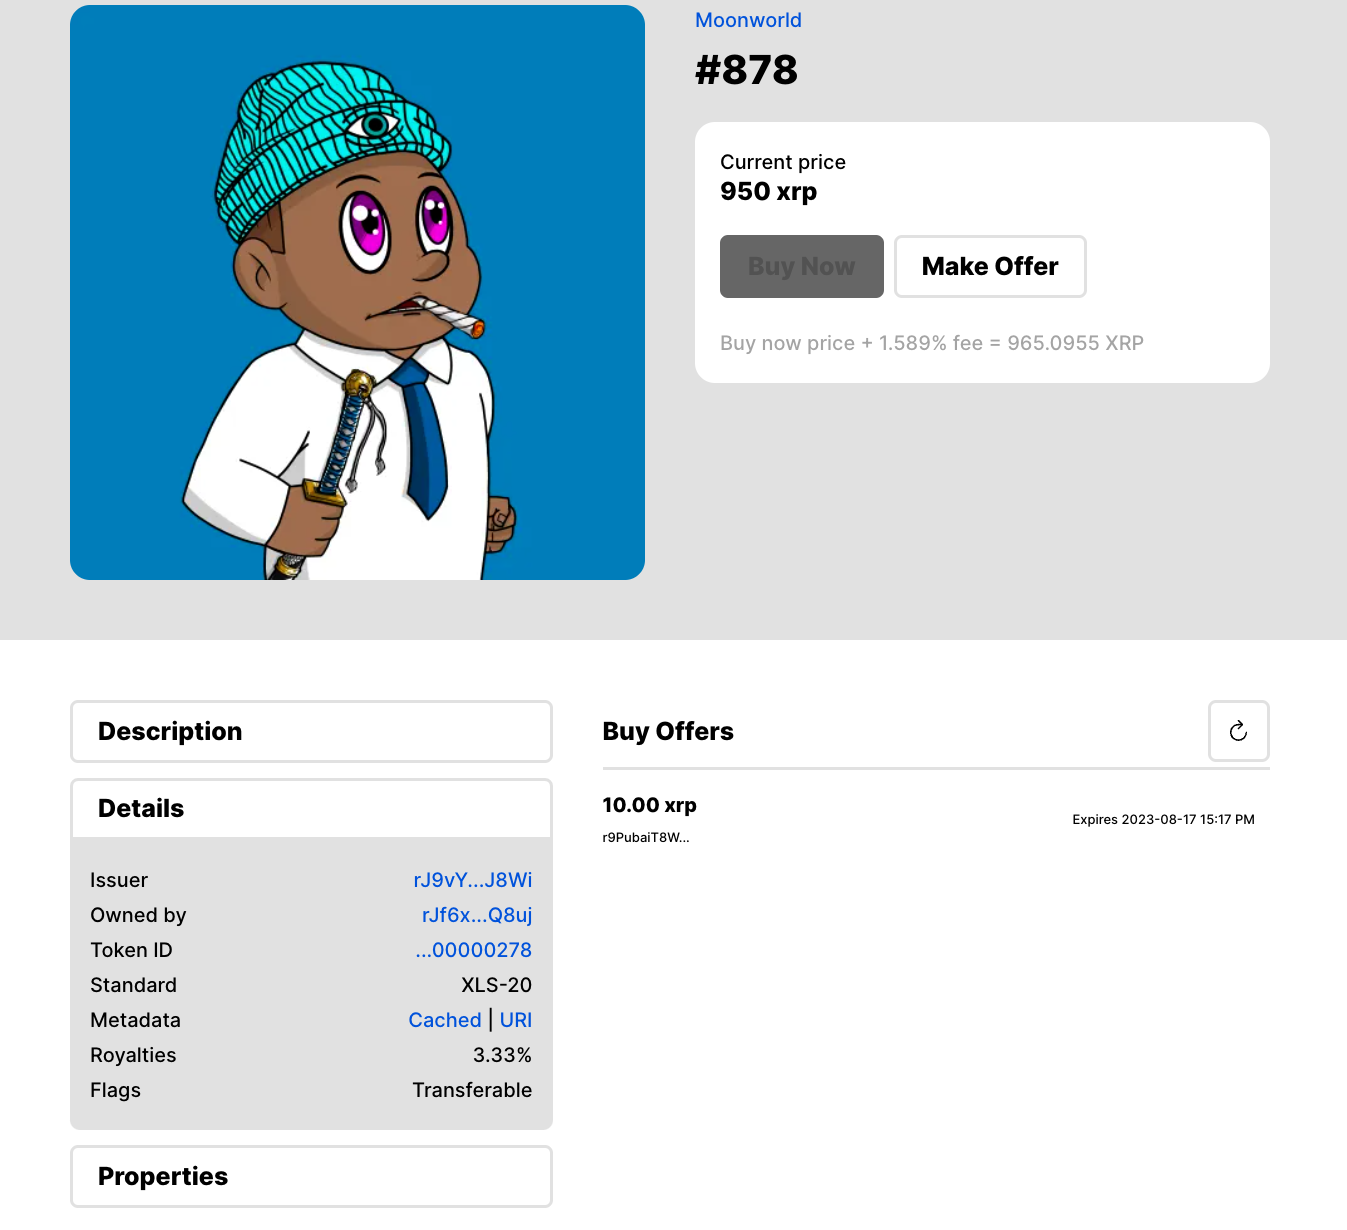 Moonworld
#878
Current price
950 xrp
Buy Now
Make Offer
Buy now price + 1.589% fee = 965.0955 XRP
Description
Details
Issuer rJ9vY...J8Wi
Owned by rJf6x...Q8uj
Token ID ...00000278
Standard XLS-20
Metadata Cached | URI
Royalties 3.33%
Flags Transferable
Properties
Buy Offers
10.00 xrp
r9PubaiT8W...
Expires 2023-08-17 15:17 PM